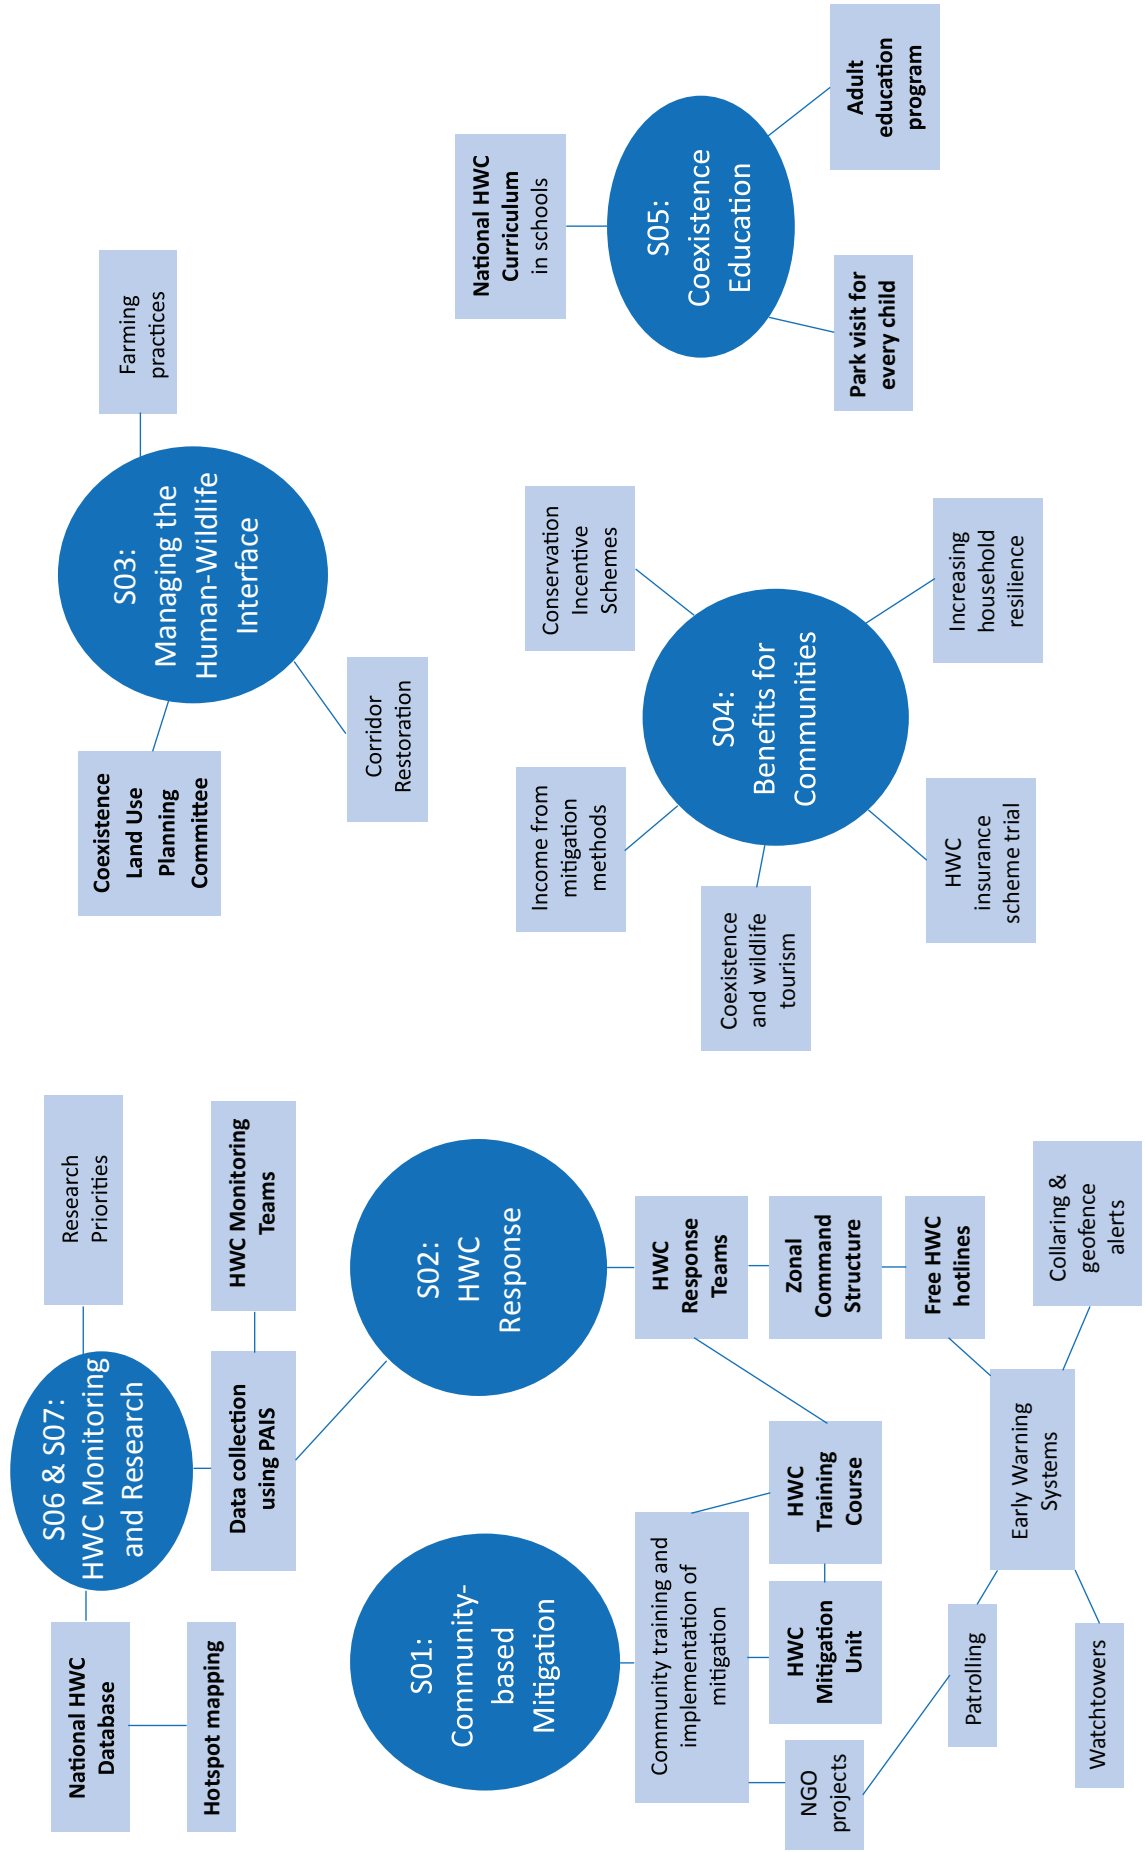 S06 & S07:
HWC Monitoring
and Research
National HWC
Database
Hotspot mapping
Research
Priorities
Data collection
using PAIS
HWC Monitoring
Teams
S01:
Community-
based
Mitigation
Community training and
implementation of
mitigation
NGO
projects
HWC
Mitigation
Unit
HWC
Training
Course
S02:
HWC
Response
HWC
Response
Teams
Zonal
Command
Structure
Free HWC
hotlines
Patrolling
Watchtowers
Early Warning
Systems
Collaring &
geofence
alerts
S03:
Managing the
Human-Wildlife
Interface
Coexistence
Land Use
Planning
Committee
Corridor
Restoration
Farming
practices
S04:
Benefits for
Communities
Income from
mitigation
methods
Conservation
Incentive
Schemes
Coexistence
and wildlife
tourism
HWC
insurance
scheme trial
Increasing
household
resilience
S05:
Coexistence
Education
National HWC
Curriculum
in schools
Park visit for
every child
Adult
education
program